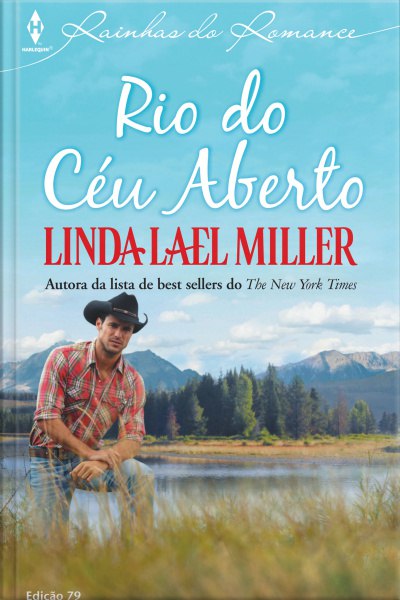 HARLEQUIN®
Rainhas do Romance
Rio do
Céu Aberto
LINDA LAEL MILLER
Autora da lista de best sellers do The New York Times
Edição 79